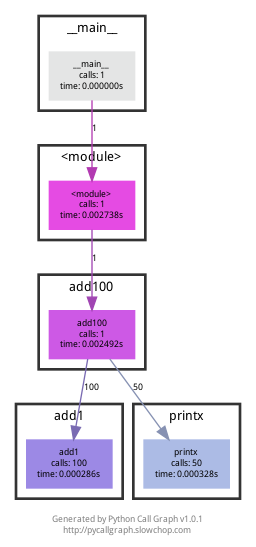 __main__
__main__
calls: 1
time: 0.000000s
1
<module>
<module>
calls: 1
time: 0.002738s
1
add100
add100
calls: 1
time: 0.002492s
100
50
add1
add1
calls: 100
time: 0.000286s
printx
printx
calls: 50
time: 0.000328s
Generated by Python Call Graph v1.0.1
http://pycallgraph.slowchop.com